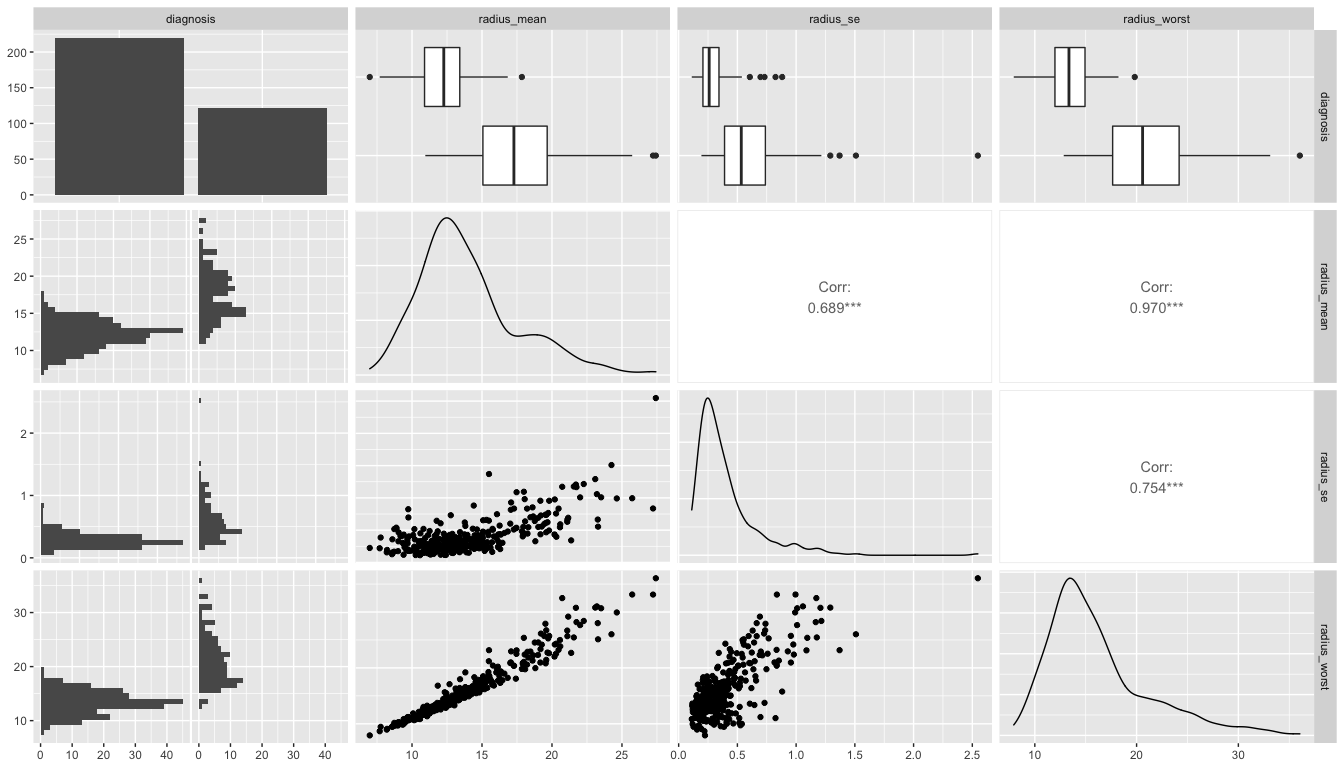 diagnosis
radius_mean
radius_se
radius_worst
200
150
100
50
0
diagnosis
25
20
15
10
Corr:
0.689***
Corr:
0.970***
radius_mean
2
1
0
Corr:
0.754***
radius_se
30
20
10
radius_worst
0 10 20 30 40 0 10 20 30 40
10 15 20 25
0.0 0.5 1.0 1.5 2.0 2.5
10 20 30